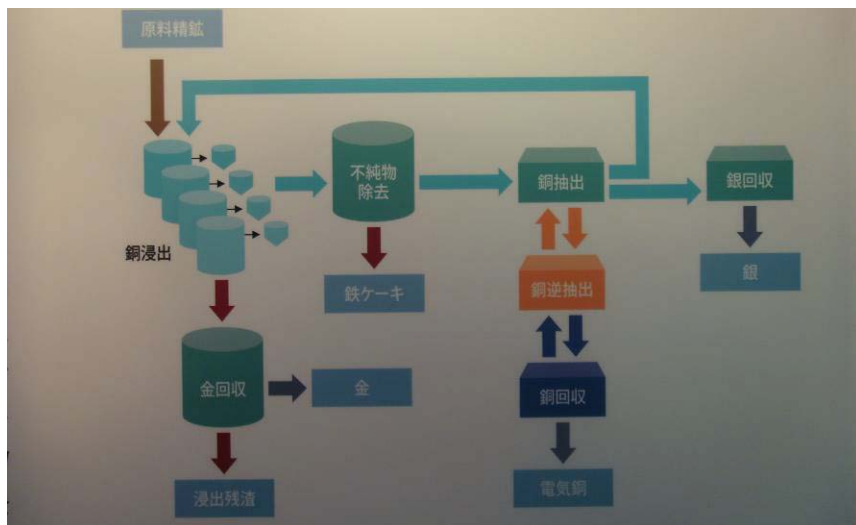 原料精鉱
不純物
除去
銅抽出
銀回収
銅浸出
鉄ケーキ
銅逆抽出
銀
金回収
金
銅回収
浸出残渣
電気銅